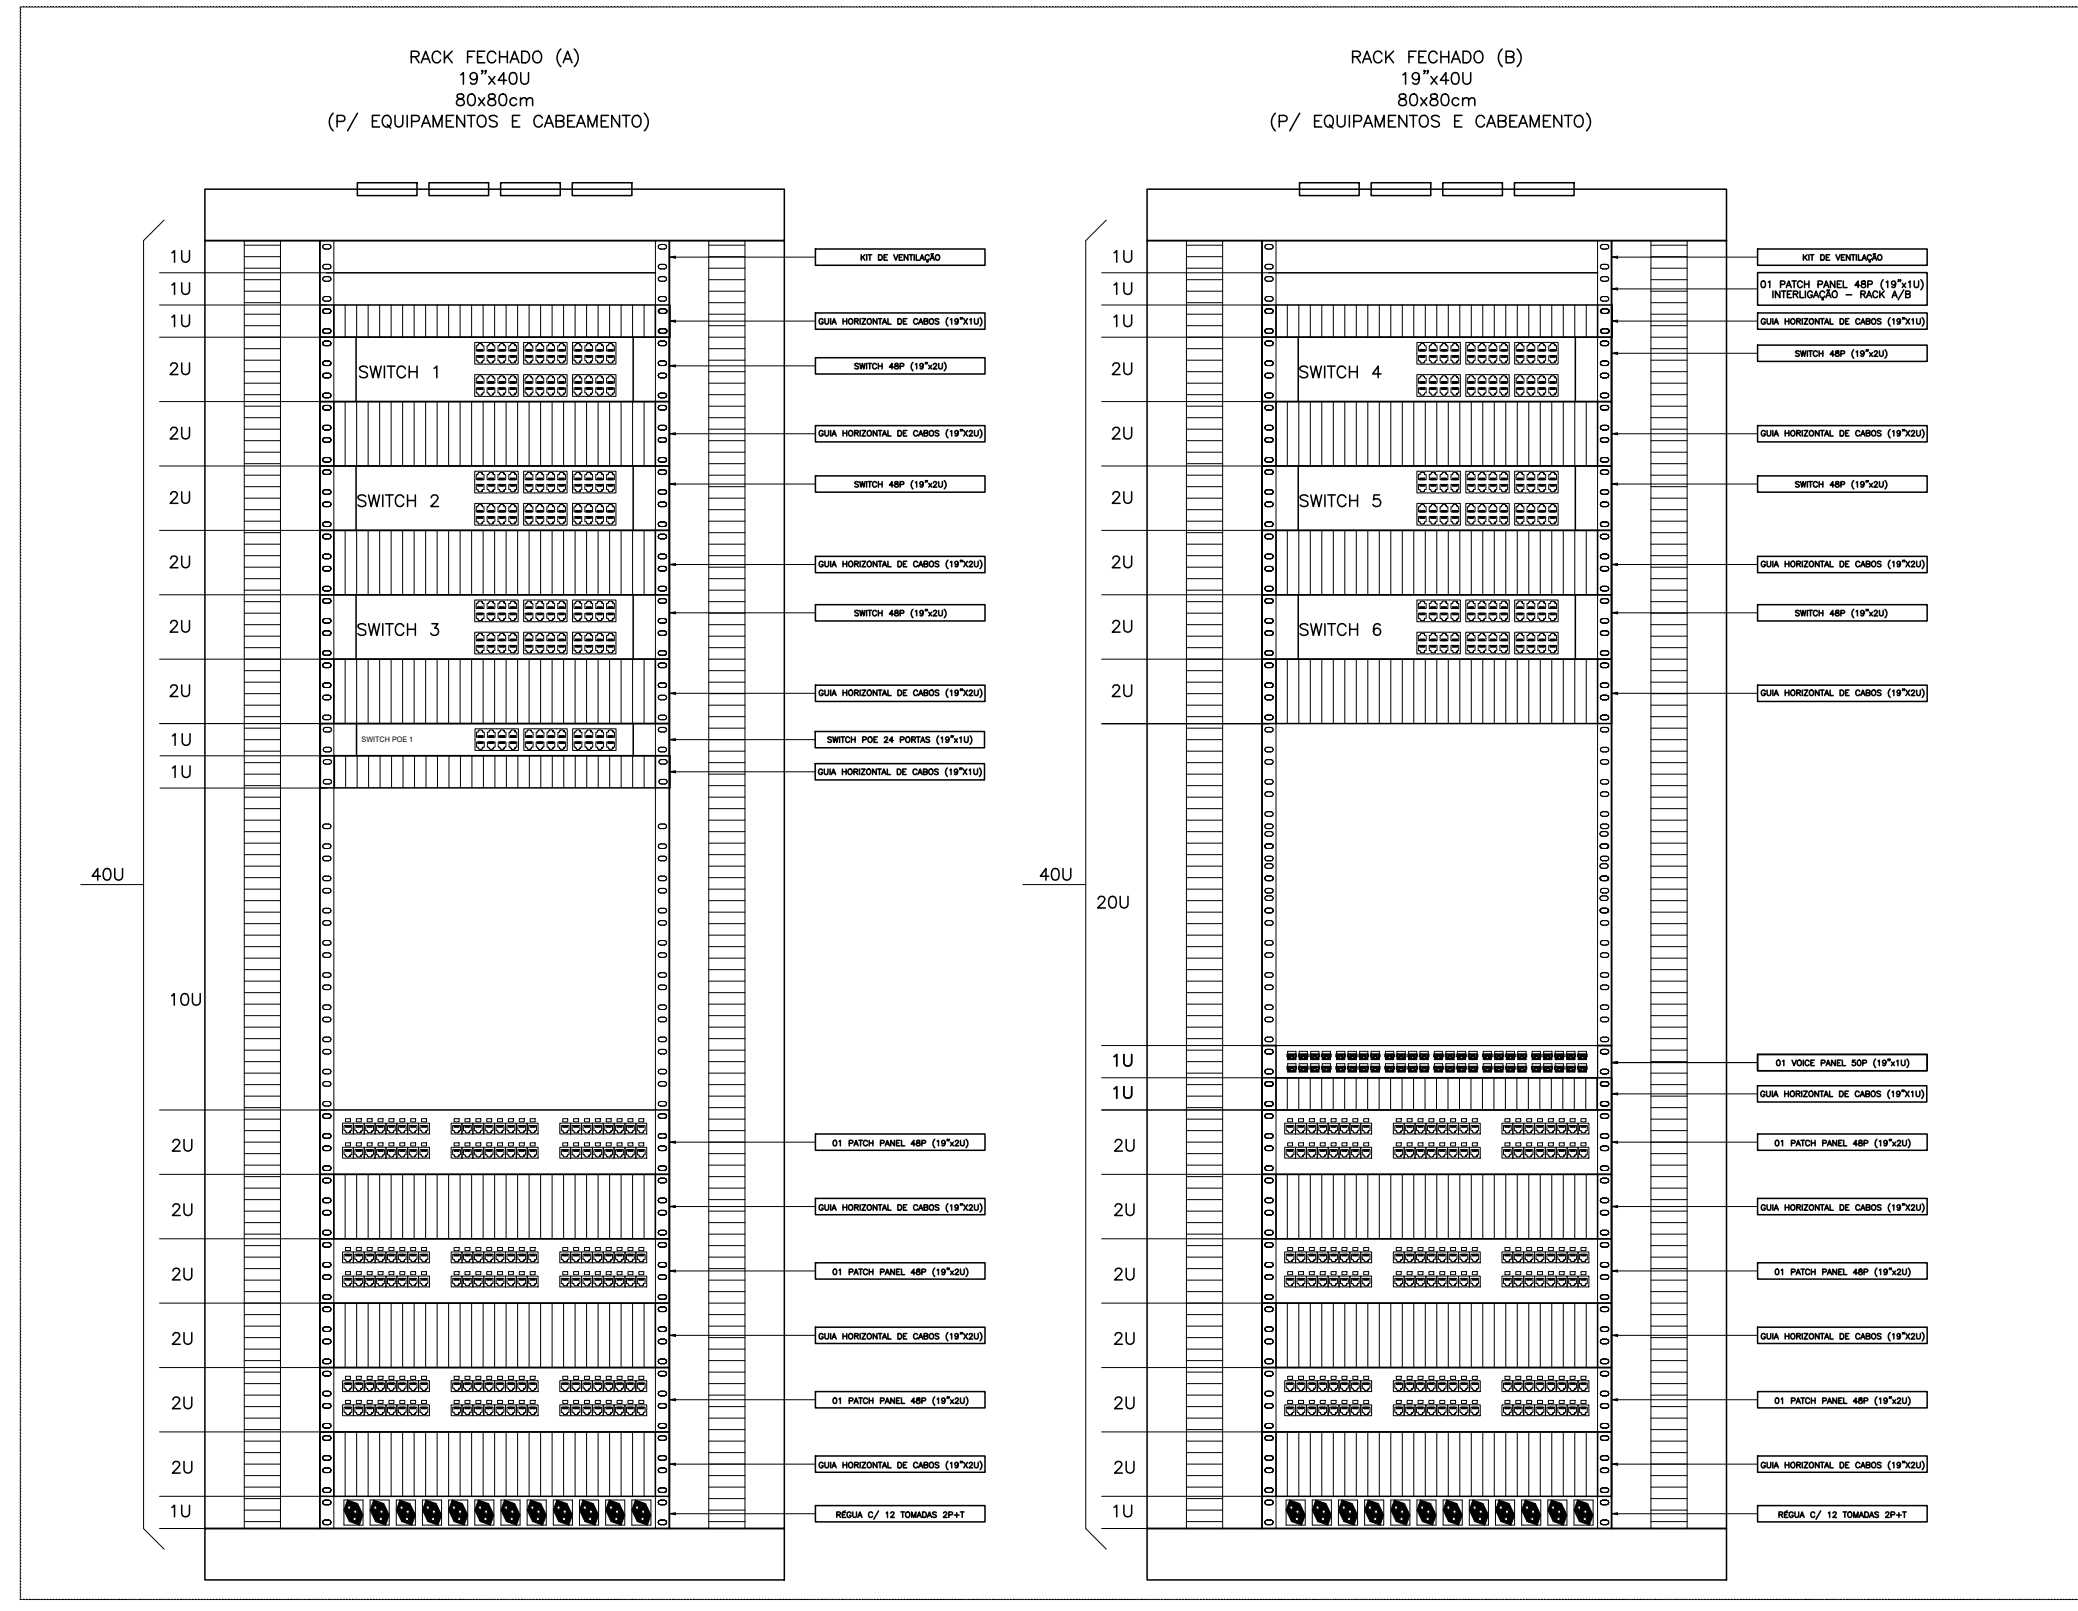 RACK FECHADO (A)
19"x40U
80x80cm
(P/ EQUIPAMENTOS E CABEAMENTO)
40U
1U
KIT DE VENTILAÇÃO
1U
1U
GUIA HORIZONTAL DE CABOS (19"X1U)
2U
SWITCH 1
SWITCH 48P (19"x2U)
2U
GUIA HORIZONTAL DE CABOS (19"X2U)
2U
SWITCH 2
SWITCH 48P (19"x2U)
2U
GUIA HORIZONTAL DE CABOS (19"X2U)
2U
SWITCH 3
SWITCH 48P (19"x2U)
2U
GUIA HORIZONTAL DE CABOS (19"X2U)
1U
SWITCH POE 1
SWITCH POE 24 PORTAS (19"x1U)
1U
GUIA HORIZONTAL DE CABOS (19"X1U)
10U
2U
01 PATCH PANEL 48P (19"x2U)
2U
GUIA HORIZONTAL DE CABOS (19"X2U)
2U
01 PATCH PANEL 48P (19"x2U)
2U
GUIA HORIZONTAL DE CABOS (19"X2U)
2U
01 PATCH PANEL 48P (19"x2U)
2U
GUIA HORIZONTAL DE CABOS (19"X2U)
1U
RÉGUA C/ 12 TOMADAS 2P+T
RACK FECHADO (B)
19"x40U
80x80cm
(P/ EQUIPAMENTOS E CABEAMENTO)
40U
1U
KIT DE VENTILAÇÃO
1U
01 PATCH PANEL 48P (19"x1U)
INTERLIGAÇÃO - RACK A/B
1U
GUIA HORIZONTAL DE CABOS (19"X1U)
2U
SWITCH 4
SWITCH 48P (19"x2U)
2U
GUIA HORIZONTAL DE CABOS (19"X2U)
2U
SWITCH 5
SWITCH 48P (19"x2U)
2U
GUIA HORIZONTAL DE CABOS (19"X2U)
2U
SWITCH 6
SWITCH 48P (19"x2U)
2U
GUIA HORIZONTAL DE CABOS (19"X2U)
20U
1U
01 VOICE PANEL 50P (19"x1U)
1U
GUIA HORIZONTAL DE CABOS (19"X1U)
2U
01 PATCH PANEL 48P (19"x2U)
2U
GUIA HORIZONTAL DE CABOS (19"X2U)
2U
01 PATCH PANEL 48P (19"x2U)
2U
GUIA HORIZONTAL DE CABOS (19"X2U)
2U
01 PATCH PANEL 48P (19"x2U)
2U
GUIA HORIZONTAL DE CABOS (19"X2U)
1U
RÉGUA C/ 12 TOMADAS 2P+T